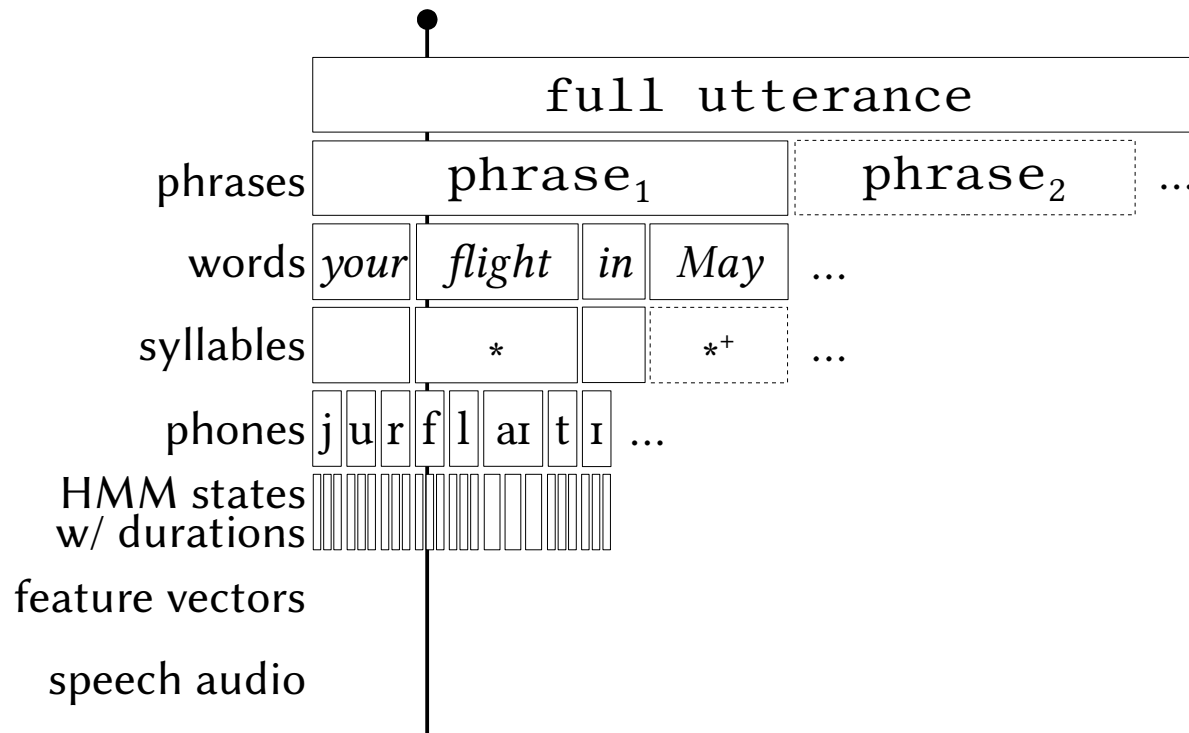 full utterance
phrases phrase₁ phrase₂ ...
words your flight in May ...
syllables * *⁺ ...
phones j u r f l aɪ t ɪ ...
HMM states
w/ durations
feature vectors
speech audio